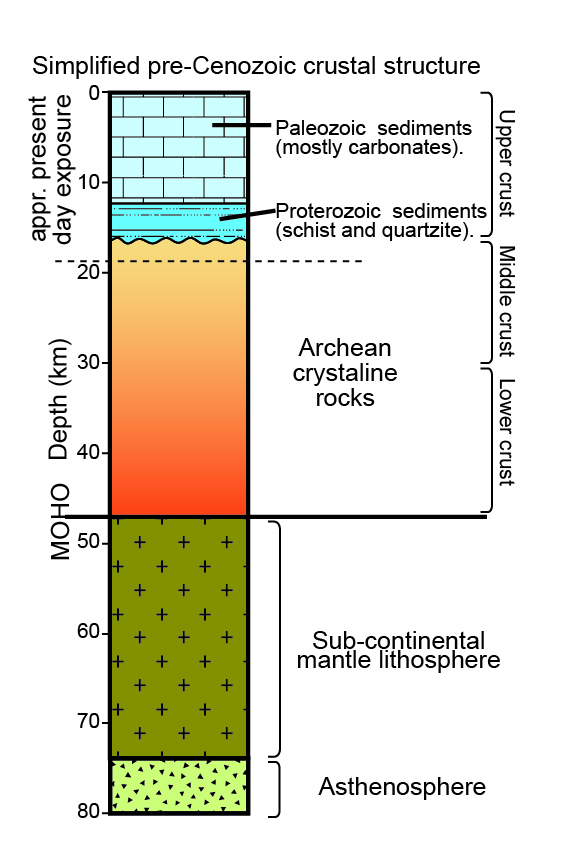 Simplified pre-Cenozoic crustal structure
appr. present
day exposure
0
10
20
30
40
50
60
70
80
Depth (km)
MOHO
Paleozoic sediments
(mostly carbonates).
Proterozoic sediments
(schist and quartzite).
Upper crust
Middle crust
Lower crust
Archean
crystaline
rocks
Sub-continental
mantle lithosphere
Asthenosphere